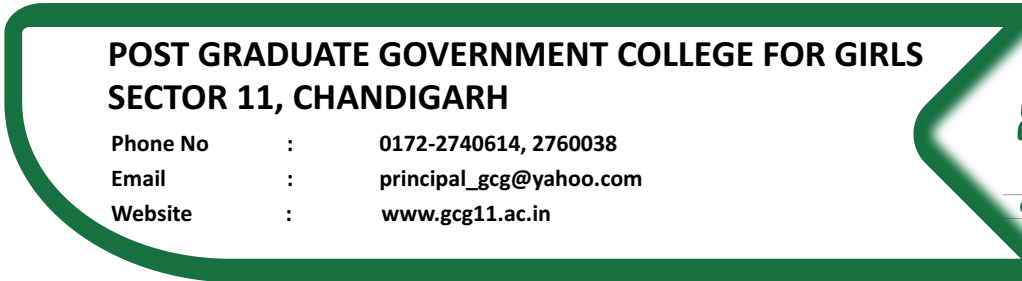 POST GRADUATE GOVERNMENT COLLEGE FOR GIRLS
SECTOR 11, CHANDIGARH
Phone No : 0172-2740614, 2760038
Email : principal_gcg@yahoo.com
Website : www.gcg11.ac.in